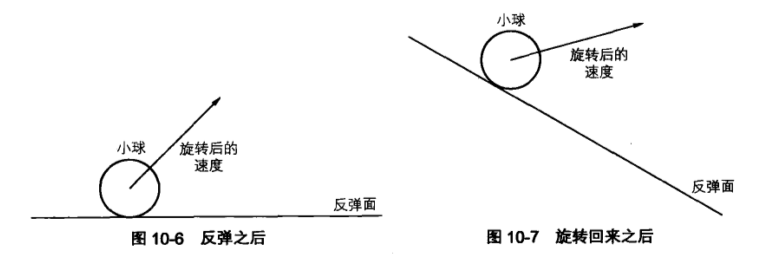 小球
旋转后的
速度
反弹面
图 10-6 反弹之后
小球
旋转后的
速度
反弹面
图 10-7 旋转回来之后